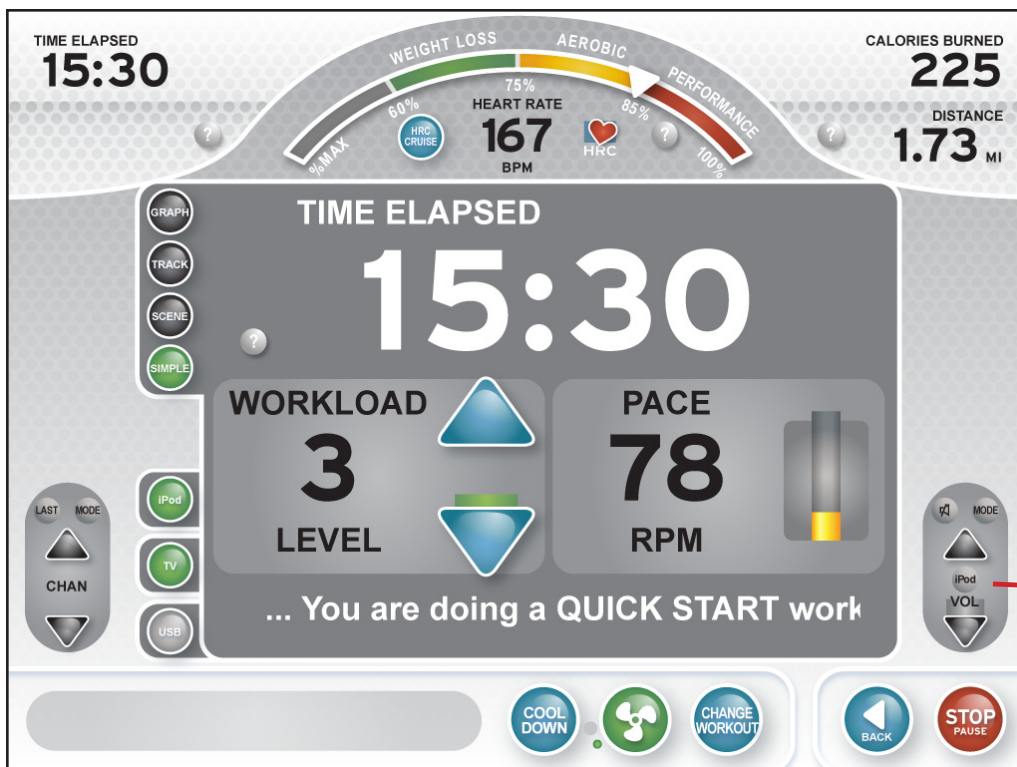 TIME ELAPSED
15:30
WEIGHT LOSS
AEROBIC
PERFORMANCE
%MAX
60%
75%
85%
100%
HEART RATE
167
BPM
HRC
CRUISE
HRC
?
?
?
CALORIES BURNED
225
DISTANCE
1.73 MI
GRAPH
TRACK
SCENE
SIMPLE
TIME ELAPSED
15:30
?
WORKLOAD
3
LEVEL
PACE
78
RPM
... You are doing a QUICK START work
iPod
TV
USB
LAST MODE
CHAN
MODE
iPod
VOL
COOL
DOWN
CHANGE
WORKOUT
BACK
STOP
PAUSE